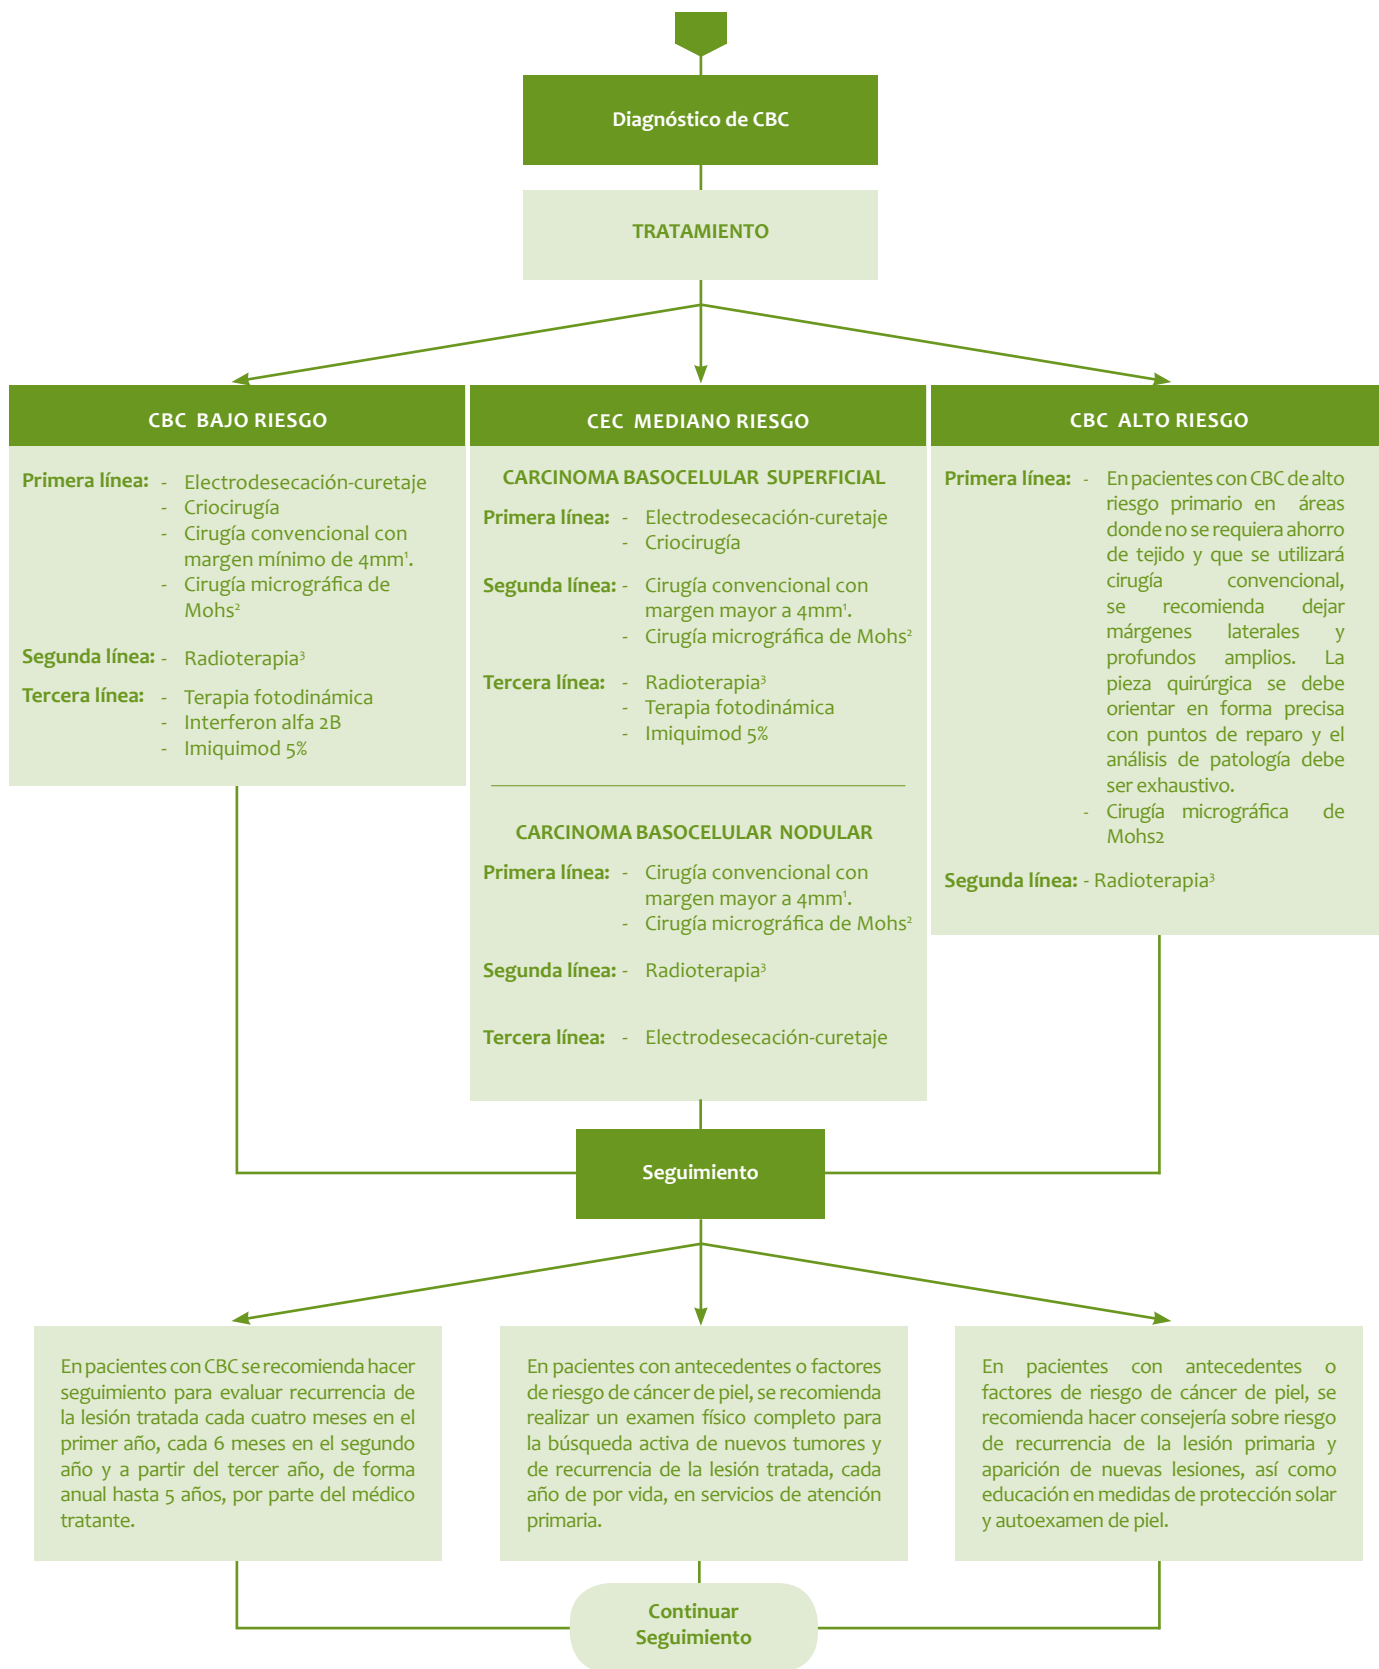 Diagnóstico de CBC
TRATAMIENTO
CBC BAJO RIESGO
Primera línea: - Electrodesecación-curetaje
- Criocirugía
- Cirugía convencional con
margen mínimo de 4mm¹.
- Cirugía micrográfica de
Mohs²
Segunda línea: - Radioterapia³
Tercera línea: - Terapia fotodinámica
- Interferon alfa 2B
- Imiquimod 5%
CEC MEDIANO RIESGO
CARCINOMA BASOCELULAR SUPERFICIAL
Primera línea: - Electrodesecación-curetaje
- Criocirugía
Segunda línea: - Cirugía convencional con
margen mayor a 4mm¹.
- Cirugía micrográfica de Mohs²
Tercera línea: - Radioterapia³
- Terapia fotodinámica
- Imiquimod 5%
CARCINOMA BASOCELULAR NODULAR
Primera línea: - Cirugía convencional con
margen mayor a 4mm¹.
- Cirugía micrográfica de Mohs²
Segunda línea: - Radioterapia³
Tercera línea: - Electrodesecación-curetaje
CBC ALTO RIESGO
Primera línea: - En pacientes con CBC de alto
riesgo primario en áreas
donde no se requiera ahorro
de tejido y que se utilizará
cirugía convencional,
se recomienda dejar
márgenes laterales y
profundos amplios. La
pieza quirúrgica se debe
orientar en forma precisa
con puntos de reparo y el
análisis de patología debe
ser exhaustivo.
- Cirugía micrográfica de
Mohs2
Segunda línea: - Radioterapia³
Seguimiento
En pacientes con CBC se recomienda hacer
seguimiento para evaluar recurrencia de
la lesión tratada cada cuatro meses en el
primer año, cada 6 meses en el segundo
año y a partir del tercer año, de forma
anual hasta 5 años, por parte del médico
tratante.
En pacientes con antecedentes o factores
de riesgo de cáncer de piel, se recomienda
realizar un examen físico completo para
la búsqueda activa de nuevos tumores y
de recurrencia de la lesión tratada, cada
año de por vida, en servicios de atención
primaria.
En pacientes con antecedentes o
factores de riesgo de cáncer de piel, se
recomienda hacer consejería sobre riesgo
de recurrencia de la lesión primaria y
aparición de nuevas lesiones, así como
educación en medidas de protección solar
y autoexamen de piel.
Continuar
Seguimiento